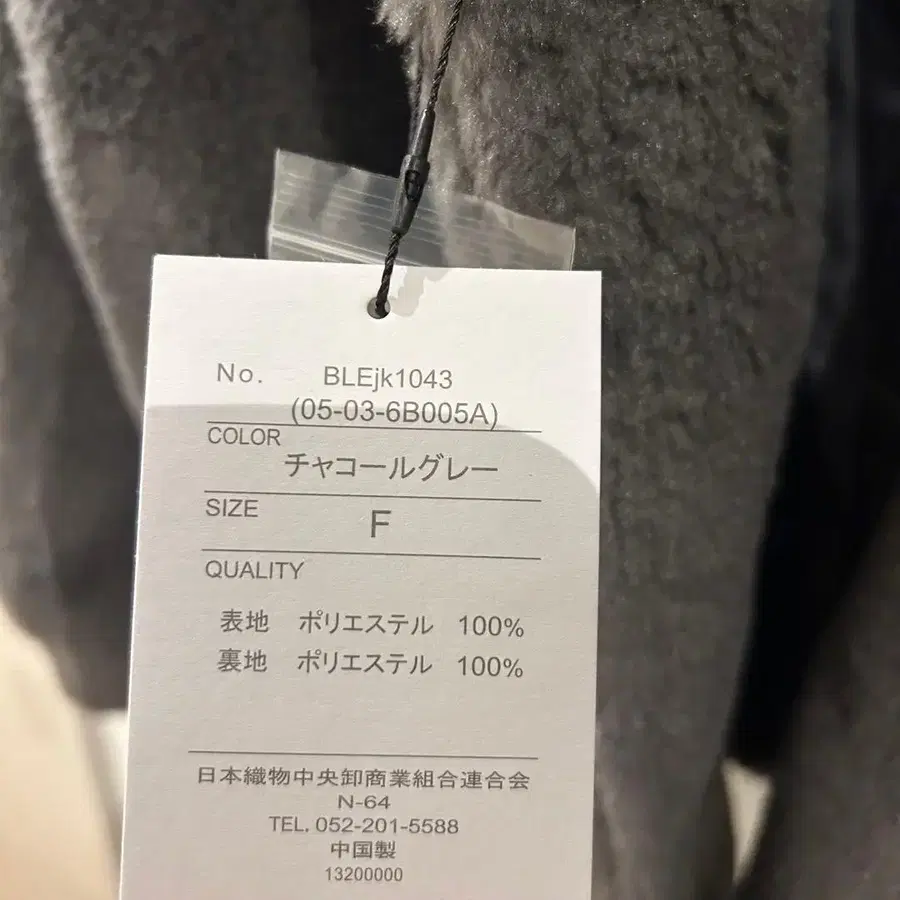 No. BLEjk1043
(05-03-6B005A)
COLOR
チャコールグレー
SIZE
F
QUALITY
表地 ポリエステル 100%
裏地 ポリエステル 100%
日本織物中央卸商業組合連合会
N-64
TEL. 052-201-5588
中国製
13200000